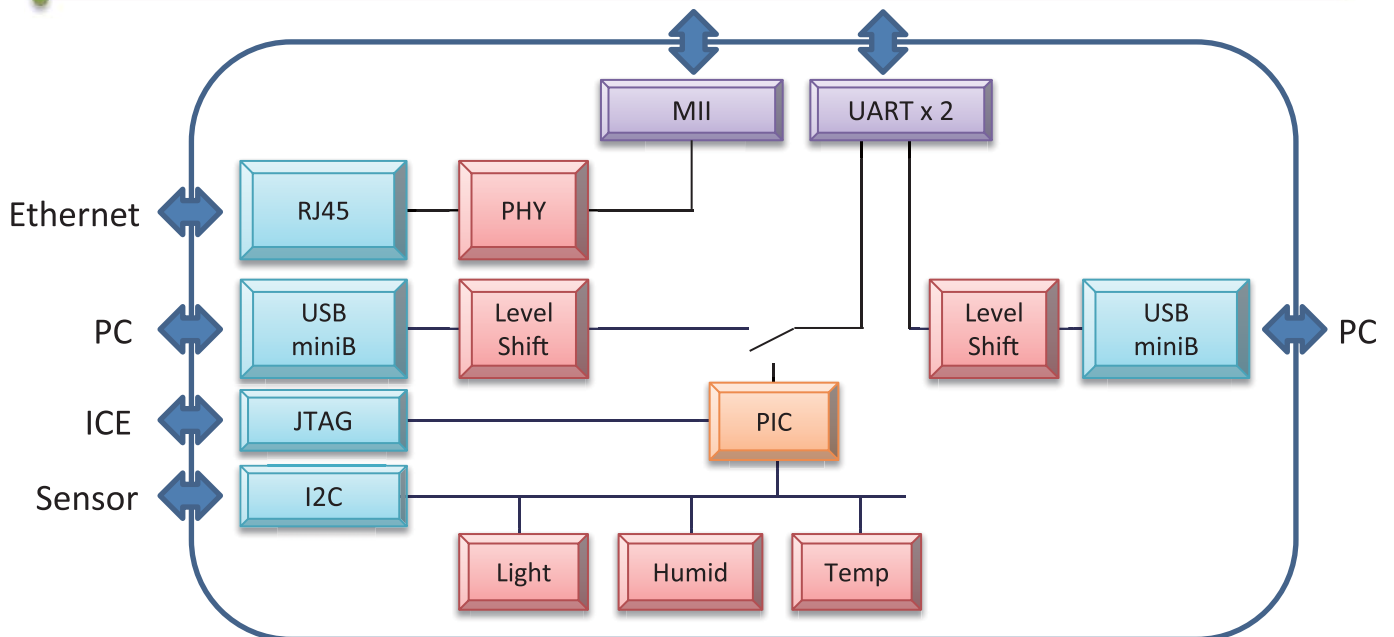 MII
UART x 2
Ethernet
RJ45
PHY
PC
USB
miniB
Level
Shift
Level
Shift
USB
miniB
PC
ICE
JTAG
PIC
Sensor
I2C
Light
Humid
Temp